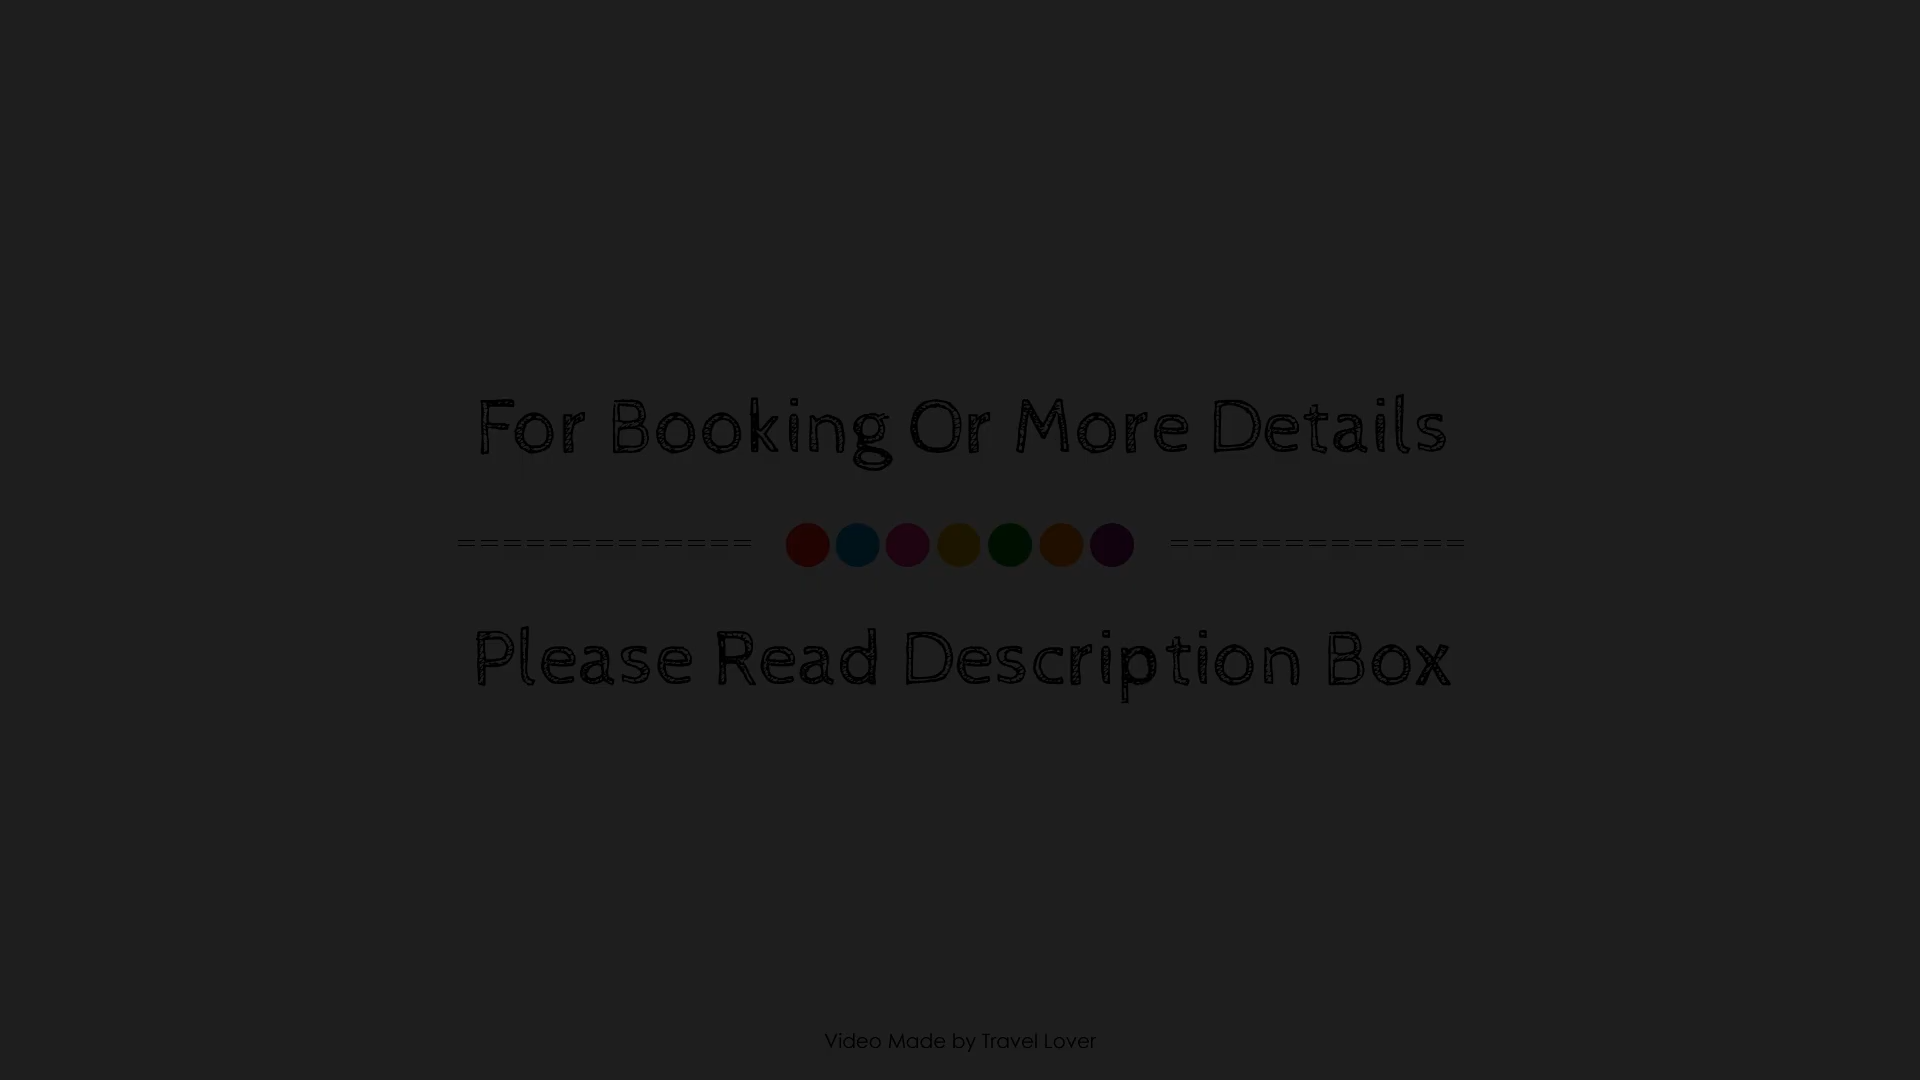 For Booking Or More Details
============= =============
Please Read Description Box
Video Made by Travel Lover